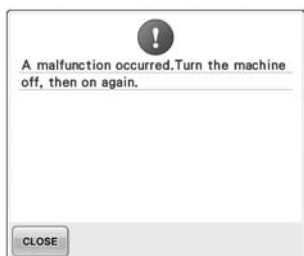 A malfunction occurred.Turn the machine
off, then on again.
CLOSE